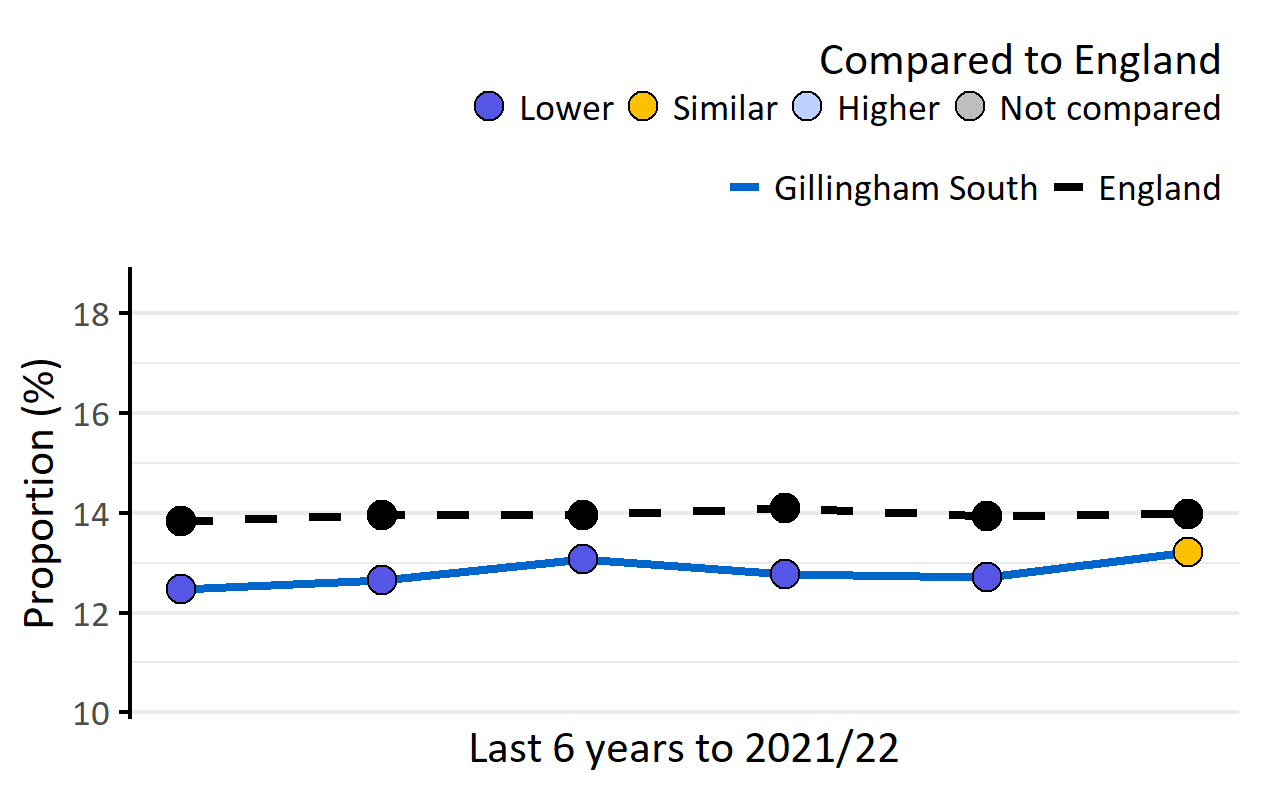 Compared to England
Lower Similar Higher Not compared
Gillingham South England
18
16
14
12
10
Proportion (%)
Last 6 years to 2021/22